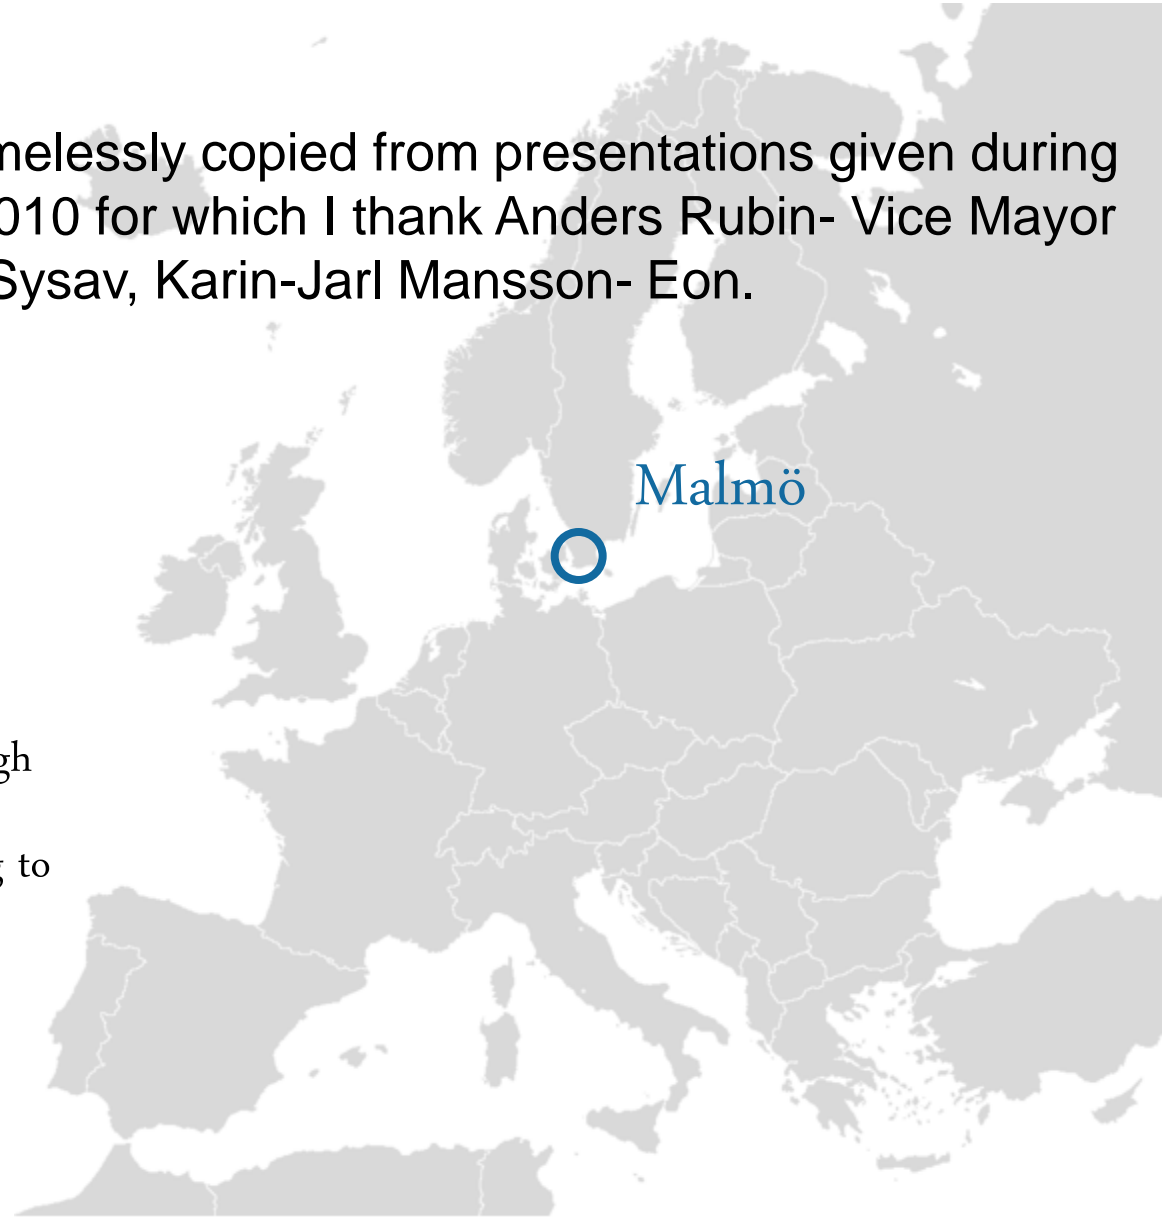 melessly copied from presentations given during
010 for which I thank Anders Rubin- Vice Mayor
Sysav, Karin-Jarl Mansson- Eon.
Malmö
gh
g to